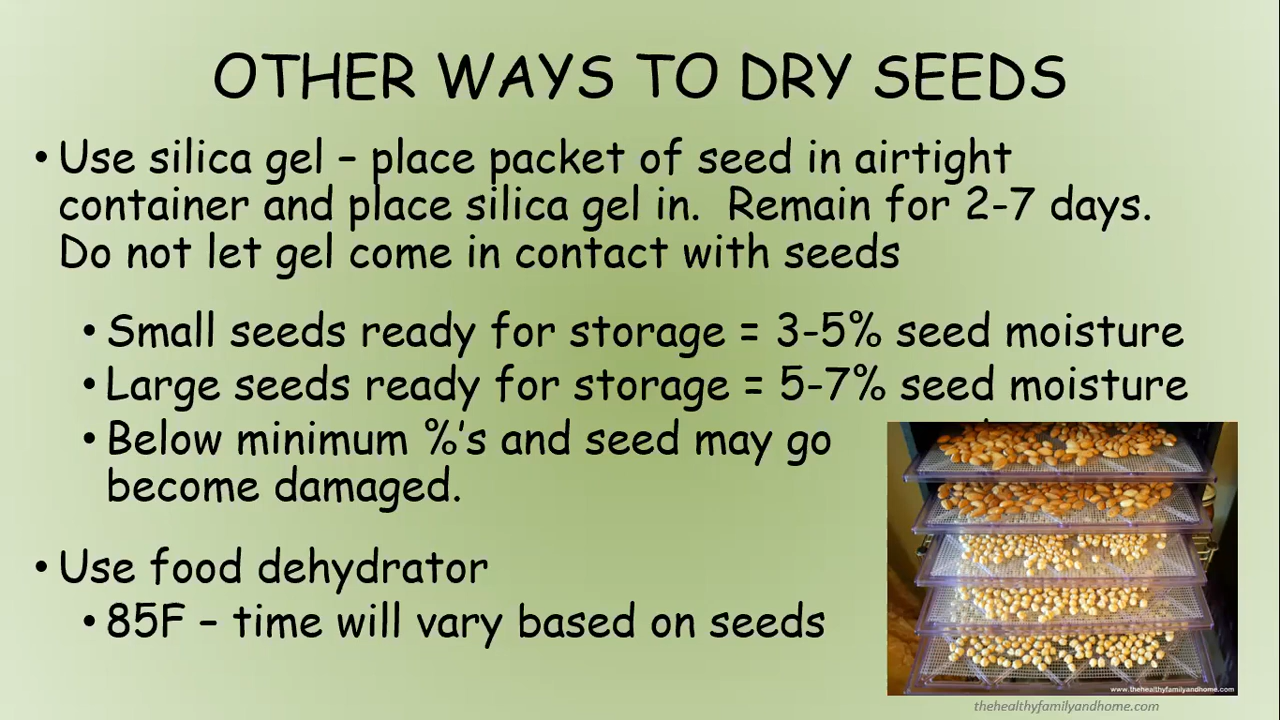 OTHER WAYS TO DRY SEEDS
• Use silica gel – place packet of seed in airtight
container and place silica gel in.  Remain for 2-7 days.
Do not let gel come in contact with seeds
• Small seeds ready for storage = 3-5% seed moisture
• Large seeds ready for storage = 5-7% seed moisture
• Below minimum %’s and seed may go
become damaged.
• Use food dehydrator
• 85F – time will vary based on seeds
www.thehealthyfamilyandhome.com
thehealthyfamilyandhome.com